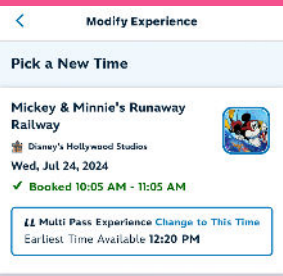 Modify Experience
Pick a New Time
Mickey & Minnie's Runaway
Railway
Disney's Hollywood Studios
Wed, Jul 24, 2024
✓ Booked 10:05 AM - 11:05 AM
LL Multi Pass Experience Change to This Time
Earliest Time Available 12:20 PM